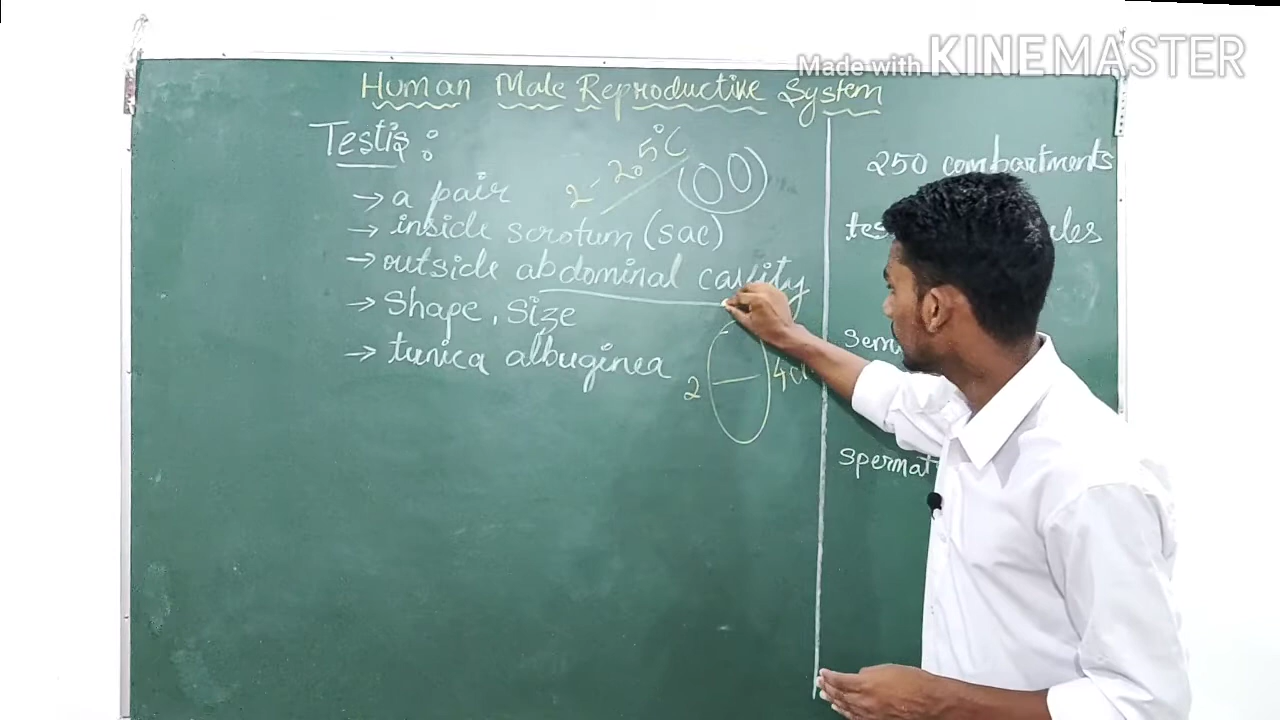 Made with KINEMASTER
Human Male Reproductive System
Testis :
2 - 2.5°C
→ a pair
→ inside scrotum (sac)
→ outside abdominal cavity
→ Shape, Size
→ tunica albuginea
2
250 combartments